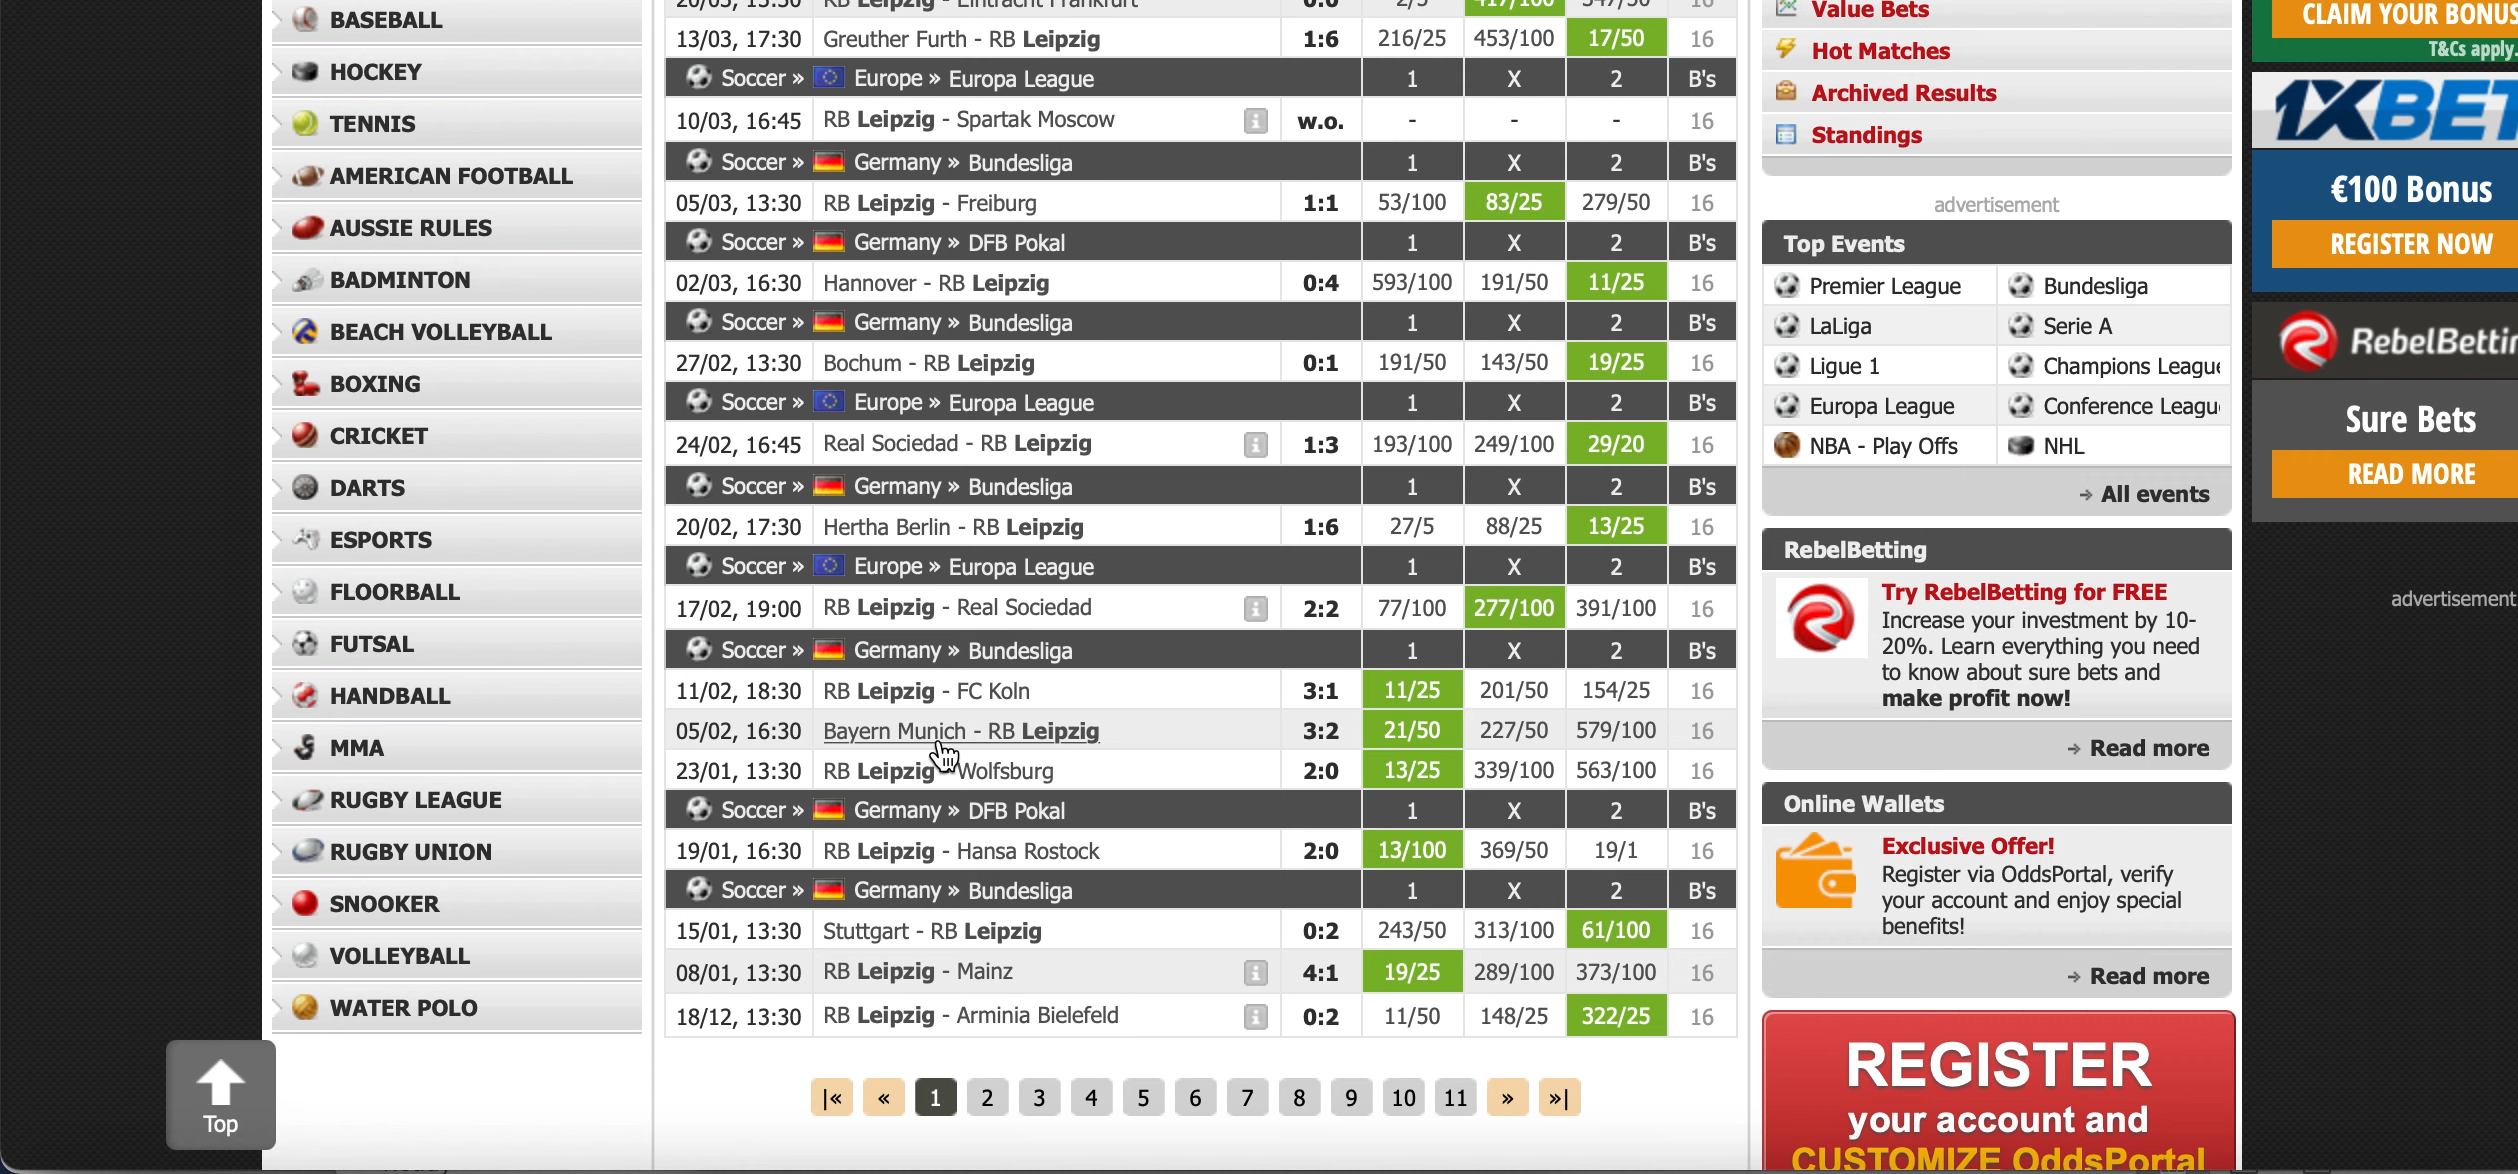 BASEBALL
HOCKEY
TENNIS
AMERICAN FOOTBALL
AUSSIE RULES
BADMINTON
BEACH VOLLEYBALL
BOXING
CRICKET
DARTS
ESPORTS
FLOORBALL
FUTSAL
HANDBALL
MMA
RUGBY LEAGUE
RUGBY UNION
SNOOKER
VOLLEYBALL
WATER POLO
Top
13/03, 17:30 Greuther Furth - RB Leipzig 1:6 216/25 453/100 17/50 16
Soccer » Europe » Europa League 1 X 2 B's
10/03, 16:45 RB Leipzig - Spartak Moscow w.o. - - - 16
Soccer » Germany » Bundesliga 1 X 2 B's
05/03, 13:30 RB Leipzig - Freiburg 1:1 53/100 83/25 279/50 16
Soccer » Germany » DFB Pokal 1 X 2 B's
02/03, 16:30 Hannover - RB Leipzig 0:4 593/100 191/50 11/25 16
Soccer » Germany » Bundesliga 1 X 2 B's
27/02, 13:30 Bochum - RB Leipzig 0:1 191/50 143/50 19/25 16
Soccer » Europe » Europa League 1 X 2 B's
24/02, 16:45 Real Sociedad - RB Leipzig 1:3 193/100 249/100 29/20 16
Soccer » Germany » Bundesliga 1 X 2 B's
20/02, 17:30 Hertha Berlin - RB Leipzig 1:6 27/5 88/25 13/25 16
Soccer » Europe » Europa League 1 X 2 B's
17/02, 19:00 RB Leipzig - Real Sociedad 2:2 77/100 277/100 391/100 16
Soccer » Germany » Bundesliga 1 X 2 B's
11/02, 18:30 RB Leipzig - FC Koln 3:1 11/25 201/50 154/25 16
05/02, 16:30 Bayern Munich - RB Leipzig 3:2 21/50 227/50 579/100 16
23/01, 13:30 RB Leipzig Wolfsburg 2:0 13/25 339/100 563/100 16
Soccer » Germany » DFB Pokal 1 X 2 B's
19/01, 16:30 RB Leipzig - Hansa Rostock 2:0 13/100 369/50 19/1 16
Soccer » Germany » Bundesliga 1 X 2 B's
15/01, 13:30 Stuttgart - RB Leipzig 0:2 243/50 313/100 61/100 16
08/01, 13:30 RB Leipzig - Mainz 4:1 19/25 289/100 373/100 16
18/12, 13:30 RB Leipzig - Arminia Bielefeld 0:2 11/50 148/25 322/25 16
|« « 1 2 3 4 5 6 7 8 9 10 11 » »|
Value Bets
Hot Matches
Archived Results
Standings
advertisement
Top Events
Premier League Bundesliga
LaLiga Serie A
Ligue 1 Champions League
Europa League Conference Leagu
NBA - Play Offs NHL
All events
RebelBetting
Try RebelBetting for FREE
Increase your investment by 10-
20%. Learn everything you need
to know about sure bets and
make profit now!
Read more
Online Wallets
Exclusive Offer!
Register via OddsPortal, verify
your account and enjoy special
benefits!
Read more
REGISTER
your account and
CUSTOMIZE OddsPortal
CLAIM YOUR BONUS
T&Cs apply.
1XBET
€100 Bonus
REGISTER NOW
RebelBettin
Sure Bets
READ MORE
advertisement